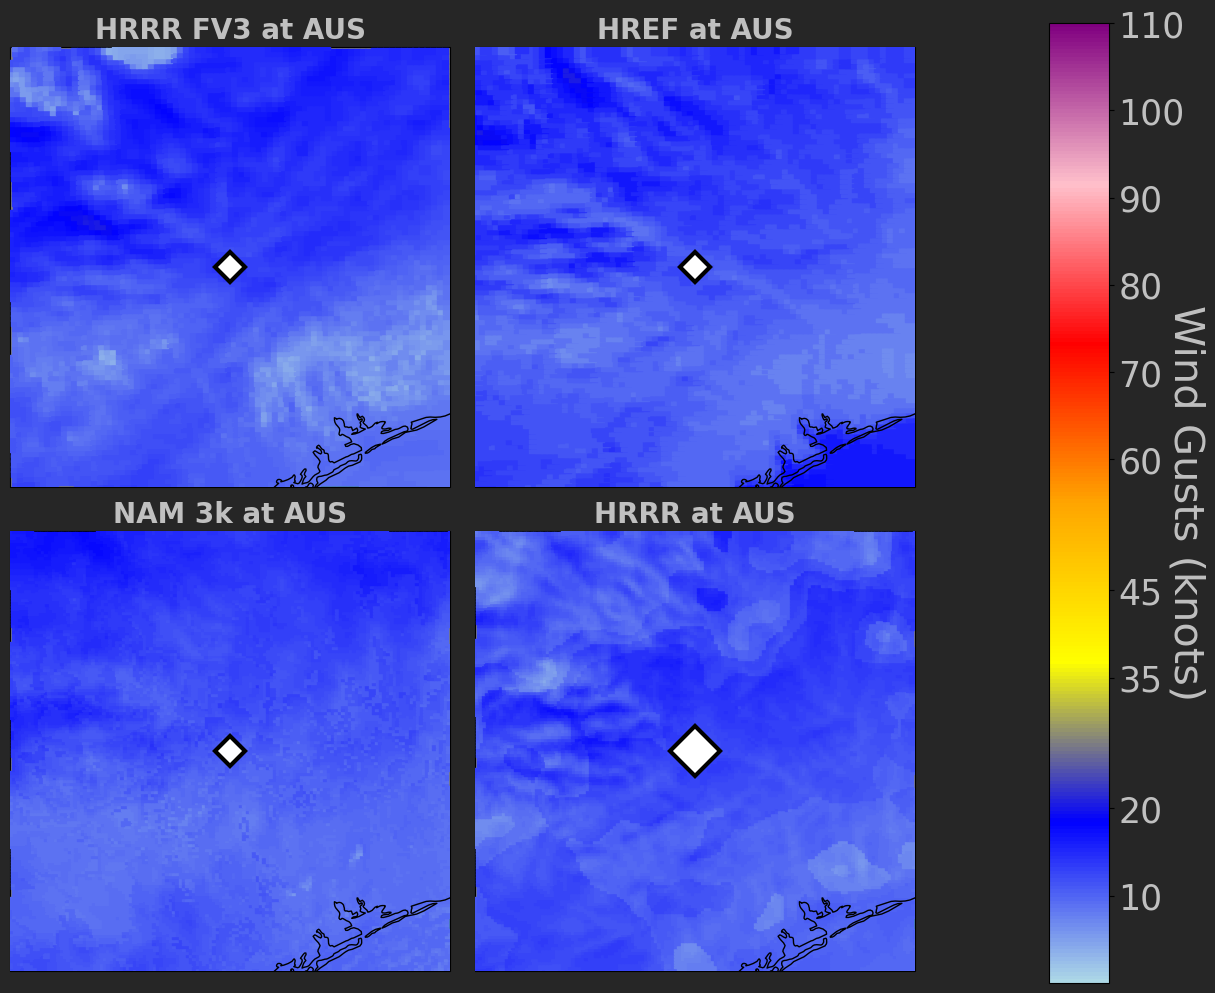 HRRR FV3 at AUS
HREF at AUS
NAM 3k at AUS
HRRR at AUS
110
100
90
80
70
60
45
35
20
10
Wind Gusts (knots)